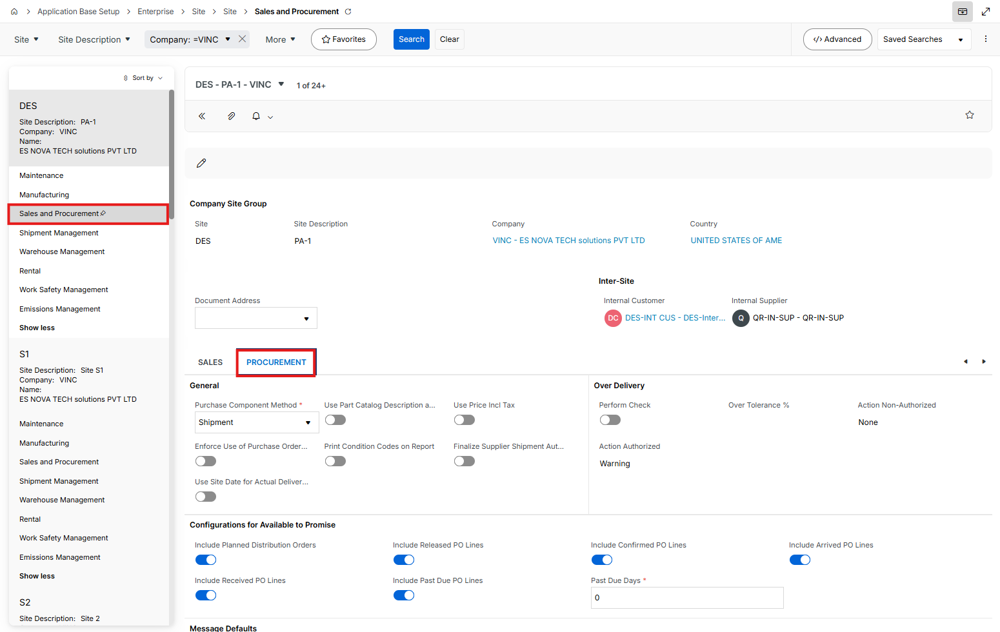 Application Base Setup > Enterprise > Site > Site > Sales and Procurement
Site Site Description Company: =VINC More Favorites Search Clear </> Advanced Saved Searches
Sort by
DES
Site Description: PA-1
Company: VINC
Name:
ES NOVA TECH solutions PVT LTD
Maintenance
Manufacturing
Sales and Procurement
Shipment Management
Warehouse Management
Rental
Work Safety Management
Emissions Management
Show less
S1
Site Description: Site S1
Company: VINC
Name:
ES NOVA TECH solutions PVT LTD
Maintenance
Manufacturing
Sales and Procurement
Shipment Management
Warehouse Management
Rental
Work Safety Management
Emissions Management
Show less
S2
Site Description: Site 2
DES - PA-1 - VINC 1 of 24+
Company Site Group
Site Site Description Company Country
DES PA-1 VINC - ES NOVA TECH solutions PVT LTD UNITED STATES OF AME
Inter-Site
Document Address Internal Customer Internal Supplier
DC DES-INT CUS - DES-Inter... Q QR-IN-SUP - QR-IN-SUP
SALES PROCUREMENT
General
Purchase Component Method * Use Part Catalog Description a... Use Price Incl Tax
Shipment
Enforce Use of Purchase Order... Print Condition Codes on Report Finalize Supplier Shipment Aut...
Use Site Date for Actual Deliver...
Over Delivery
Perform Check Over Tolerance % Action Non-Authorized
None
Action Authorized
Warning
Configurations for Available to Promise
Include Planned Distribution Orders Include Released PO Lines Include Confirmed PO Lines Include Arrived PO Lines
Include Received PO Lines Include Past Due PO Lines Past Due Days *
0
Message Defaults